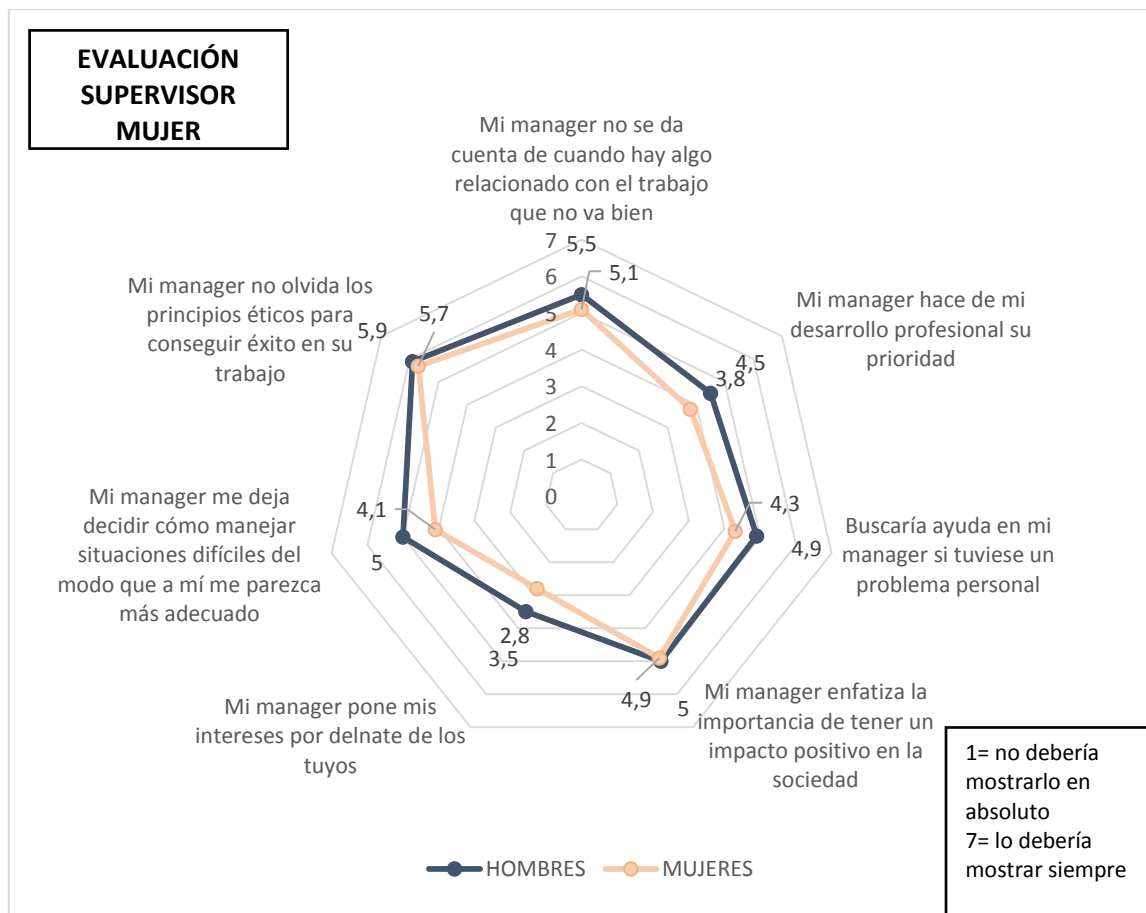 EVALUACIÓN
SUPERVISOR
MUJER
Mi manager no se da
cuenta de cuando hay algo
relacionado con el trabajo
que no va bien
Mi manager hace de mi
desarrollo profesional su
prioridad
Buscaría ayuda en mi
manager si tuviese un
problema personal
Mi manager enfatiza la
importancia de tener un
impacto positivo en la
sociedad
Mi manager pone mis
intereses por delnate de los
tuyos
Mi manager me deja
decidir cómo manejar
situaciones difíciles del
modo que a mí me parezca
más adecuado
Mi manager no olvida los
principios éticos para
conseguir éxito en su
trabajo
7
6
5
4
3
2
1
0
5,5
5,1
4,5
3,8
4,3
4,9
4,9
5
2,8
3,5
4,1
5
5,9
5,7
HOMBRES
MUJERES
1= no debería
mostrarlo en
absoluto
7= lo debería
mostrar siempre